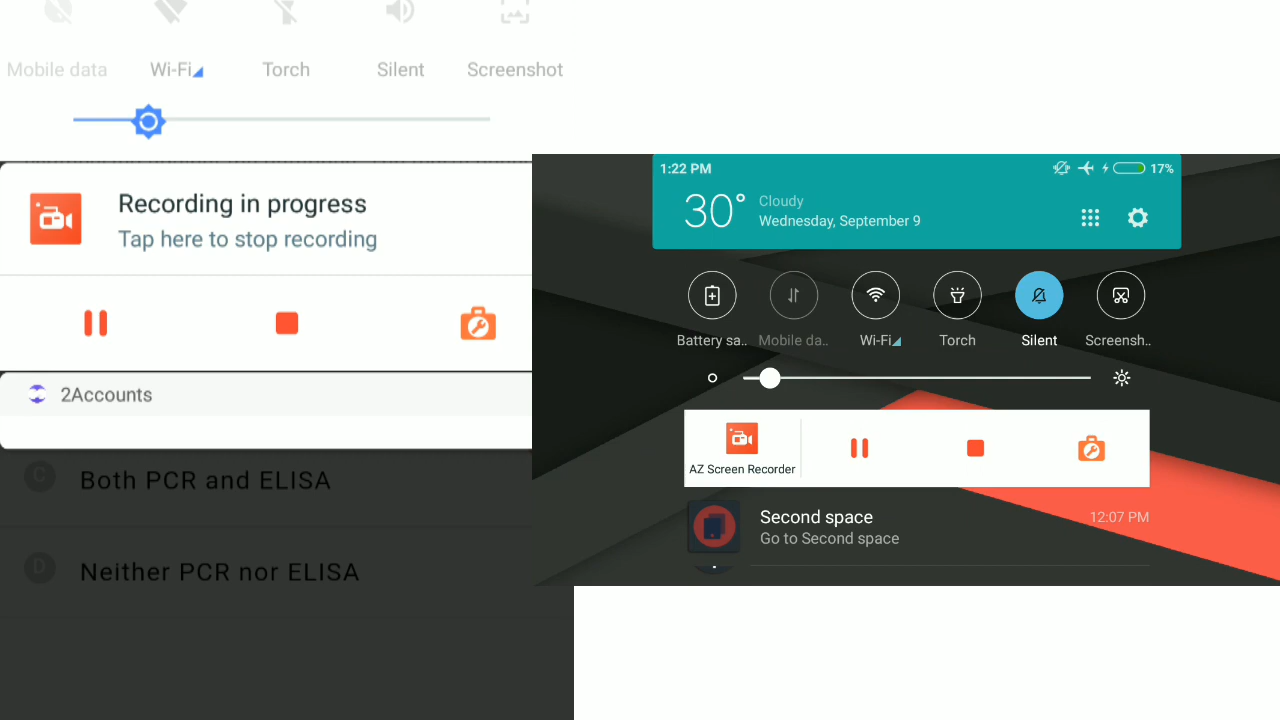 Mobile data Wi-Fi Torch Silent Screenshot
Recording in progress
Tap here to stop recording
2Accounts
C Both PCR and ELISA
D Neither PCR nor ELISA
1:22 PM 17%
30° Cloudy
Wednesday, September 9
Battery sa.. Mobile da.. Wi-Fi Torch Silent Screensh..
AZ Screen Recorder
Second space 12:07 PM
Go to Second space